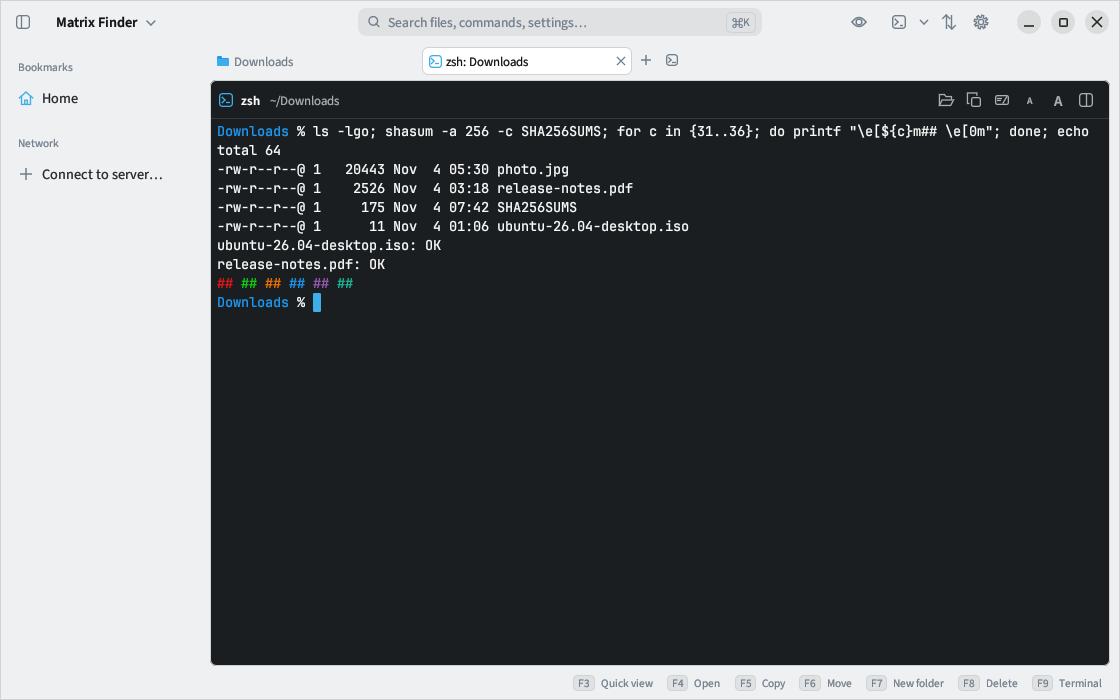 Matrix Finder
Search files, commands, settings…
⌘K
Bookmarks
Home
Network
Connect to server…
Downloads
zsh: Downloads
zsh ~/Downloads
A A
Downloads % ls -lgo; shasum -a 256 -c SHA256SUMS; for c in {31..36}; do printf "\e[${c}m## \e[0m"; done; echo
total 64
-rw-r--r--@ 1   20443 Nov  4 05:30 photo.jpg
-rw-r--r--@ 1    2526 Nov  4 03:18 release-notes.pdf
-rw-r--r--@ 1     175 Nov  4 07:42 SHA256SUMS
-rw-r--r--@ 1      11 Nov  4 01:06 ubuntu-26.04-desktop.iso
ubuntu-26.04-desktop.iso: OK
release-notes.pdf: OK
## ## ## ## ## ##
Downloads %
F3 Quick view F4 Open F5 Copy F6 Move F7 New folder F8 Delete F9 Terminal